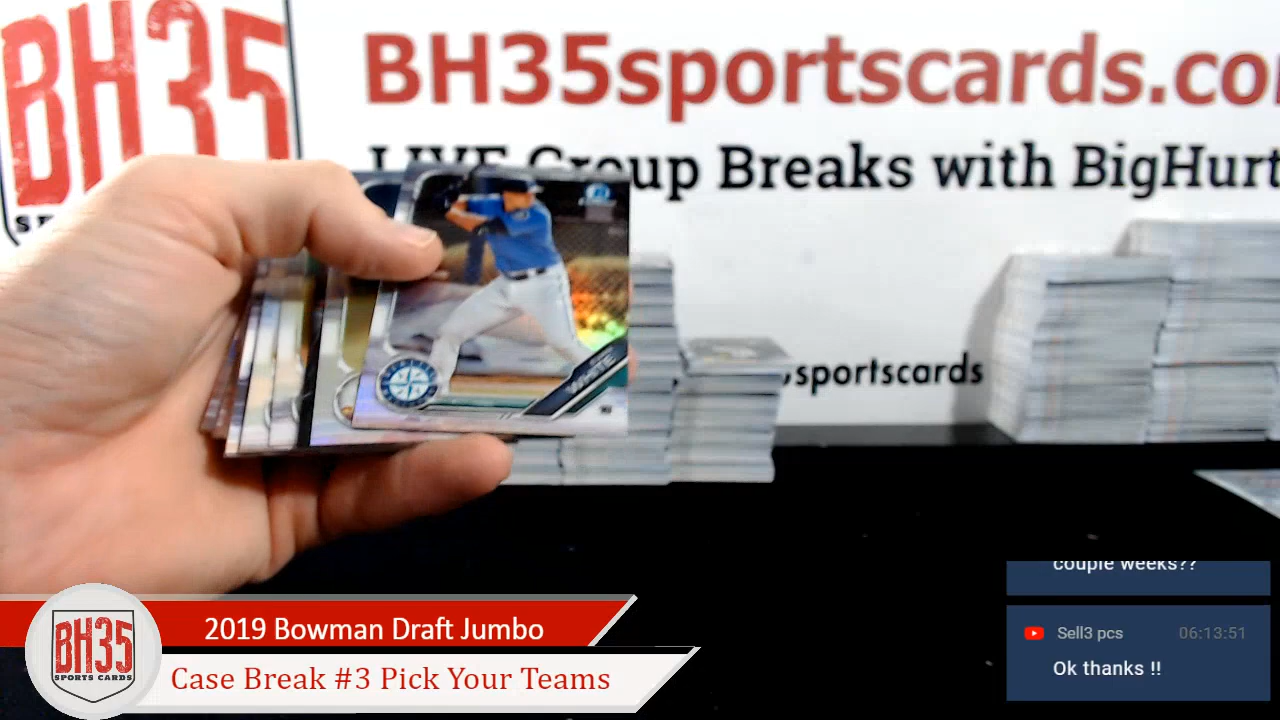 BH35
BH35sportscards.co
LIVE Group Breaks with BigHurt
sportscards
WHITE
couple weeks??
Sell3 pcs 06:13:51
Ok thanks !!
2019 Bowman Draft Jumbo
Case Break #3 Pick Your Teams
BH35
SPORTS CARDS